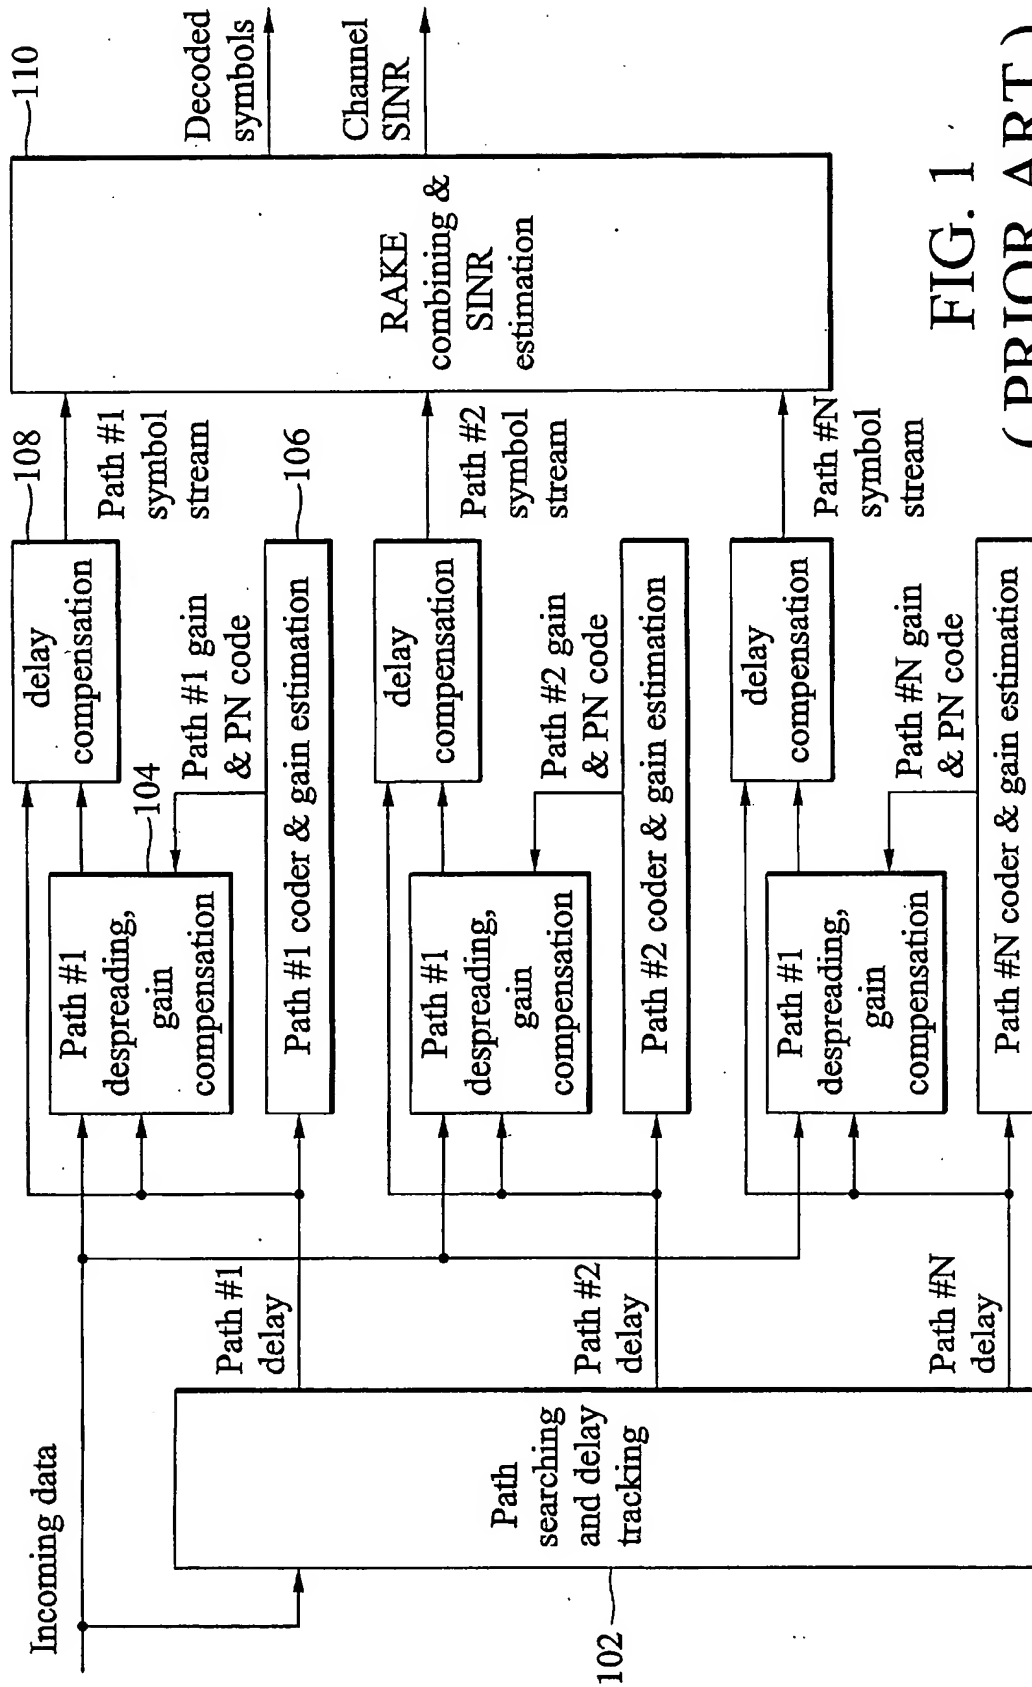 Incoming data
Path
searching
and delay
tracking
102
Path #1
delay
Path #2
delay
Path #N
delay
Path #1
despreading,
gain
compensation
104
delay
compensation
108
Path #1 gain
& PN code
Path #1 coder & gain estimation
106
Path #1
symbol
stream
Path #1
despreading,
gain
compensation
delay
compensation
Path #2 gain
& PN code
Path #2 coder & gain estimation
Path #2
symbol
stream
Path #1
despreading,
gain
compensation
delay
compensation
Path #N gain
& PN code
Path #N coder & gain estimation
Path #N
symbol
stream
RAKE
combining &
SINR
estimation
110
Decoded
symbols
Channel
SINR
FIG. 1
( PRIOR ART )